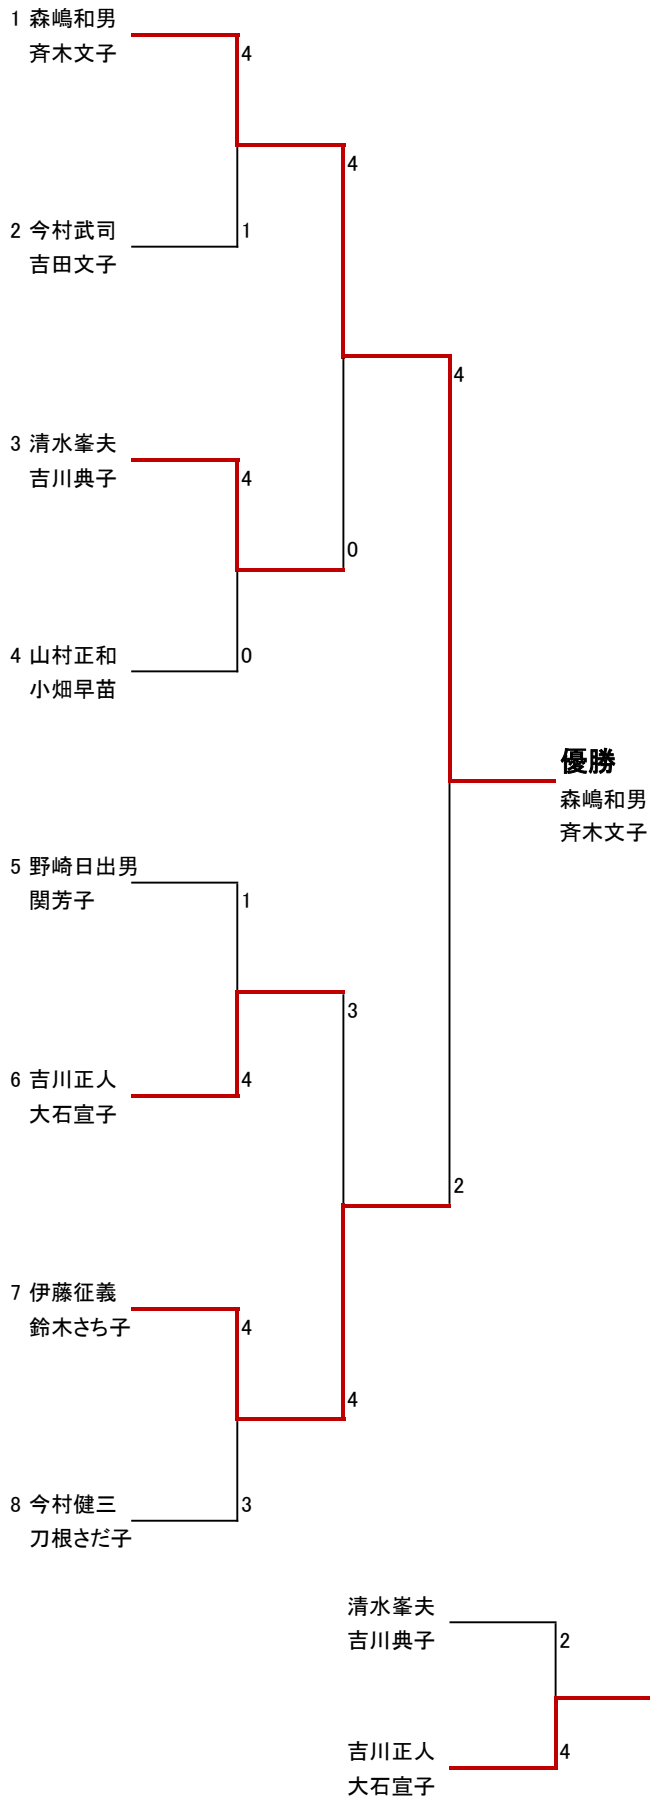 1 森嶋和男
斉木文子
4
4
2 今村武司
1
吉田文子
4
3 清水峯夫
吉川典子
4
0
4 山村正和
0
小畑早苗
優勝
森嶋和男
斉木文子
5 野崎日出男
関芳子
1
3
6 吉川正人
4
大石宣子
2
7 伊藤征義
鈴木さち子
4
4
8 今村健三
3
刀根さだ子
清水峯夫
吉川典子
2
吉川正人
4
大石宣子